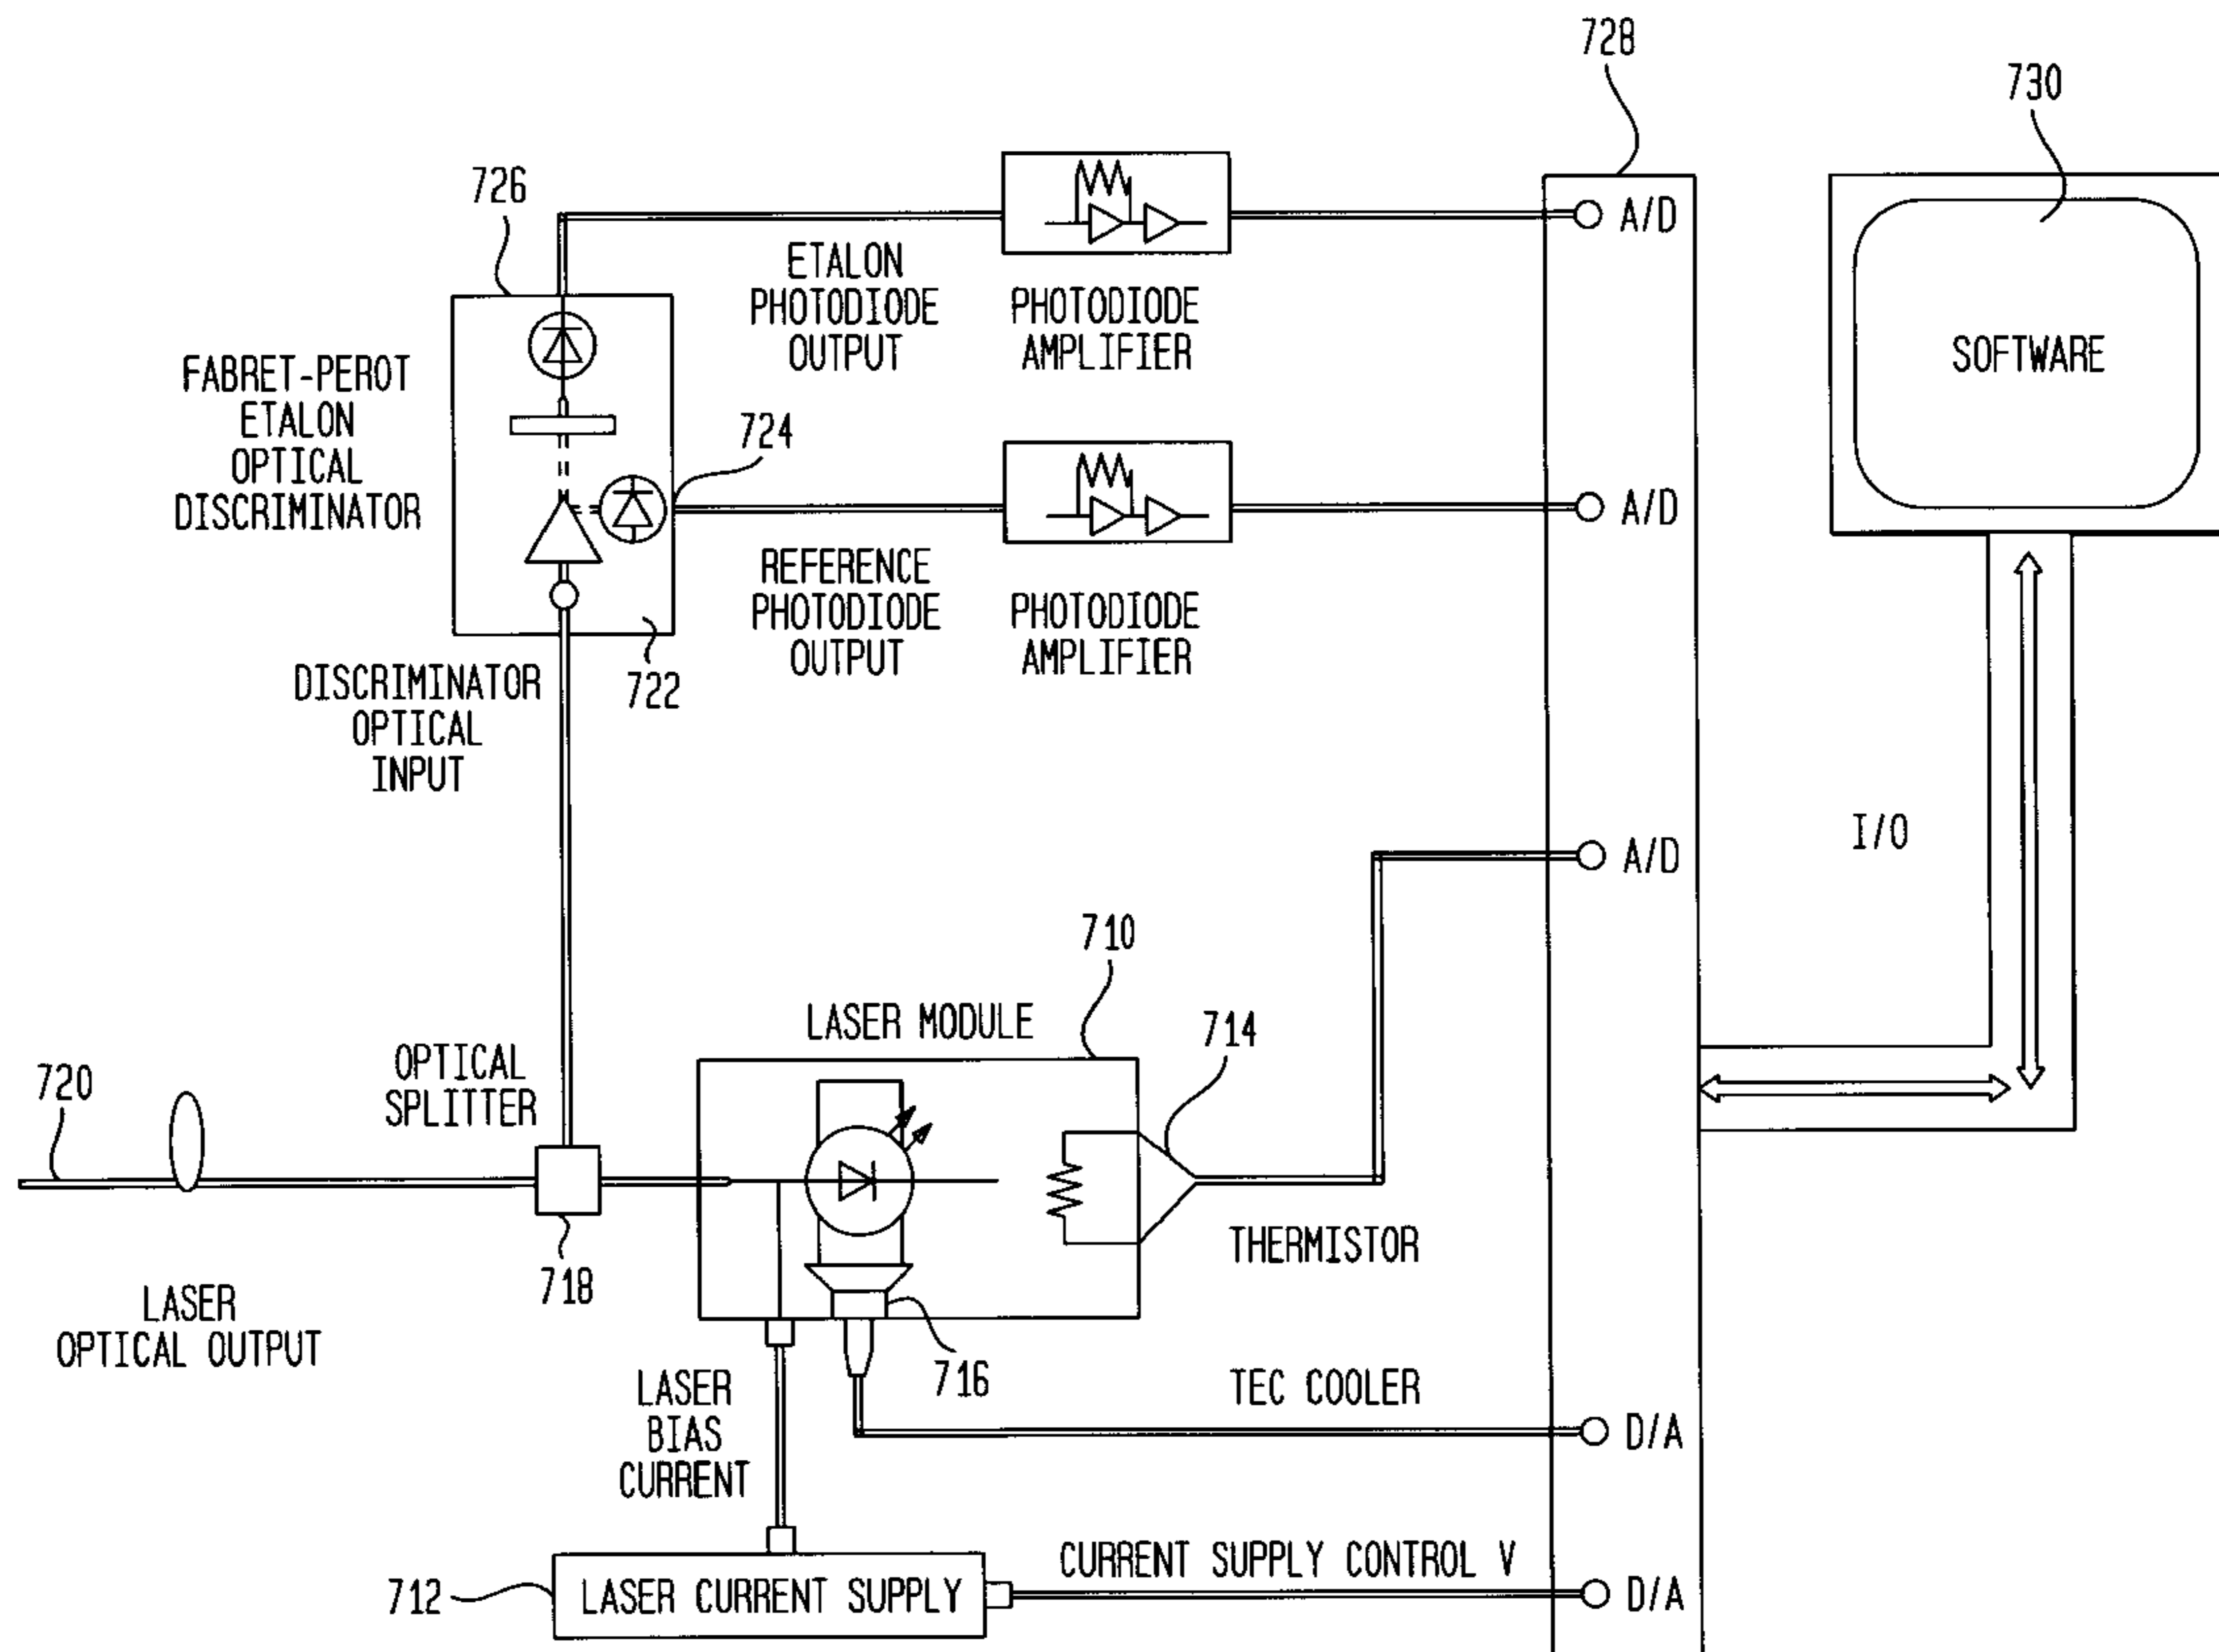 728
730
726
A/D
ETALON
PHOTODIODE
OUTPUT
PHOTODIODE
AMPLIFIER
FABRET-PEROT
ETALON
OPTICAL
DISCRIMINATOR
SOFTWARE
724
A/D
REFERENCE
PHOTODIODE
OUTPUT
PHOTODIODE
AMPLIFIER
722
DISCRIMINATOR
OPTICAL
INPUT
A/D
I/O
710
LASER MODULE
714
OPTICAL
SPLITTER
720
718
THERMISTOR
LASER
OPTICAL OUTPUT
716
LASER
BIAS
CURRENT
TEC COOLER
D/A
CURRENT SUPPLY CONTROL V
712
LASER CURRENT SUPPLY
D/A